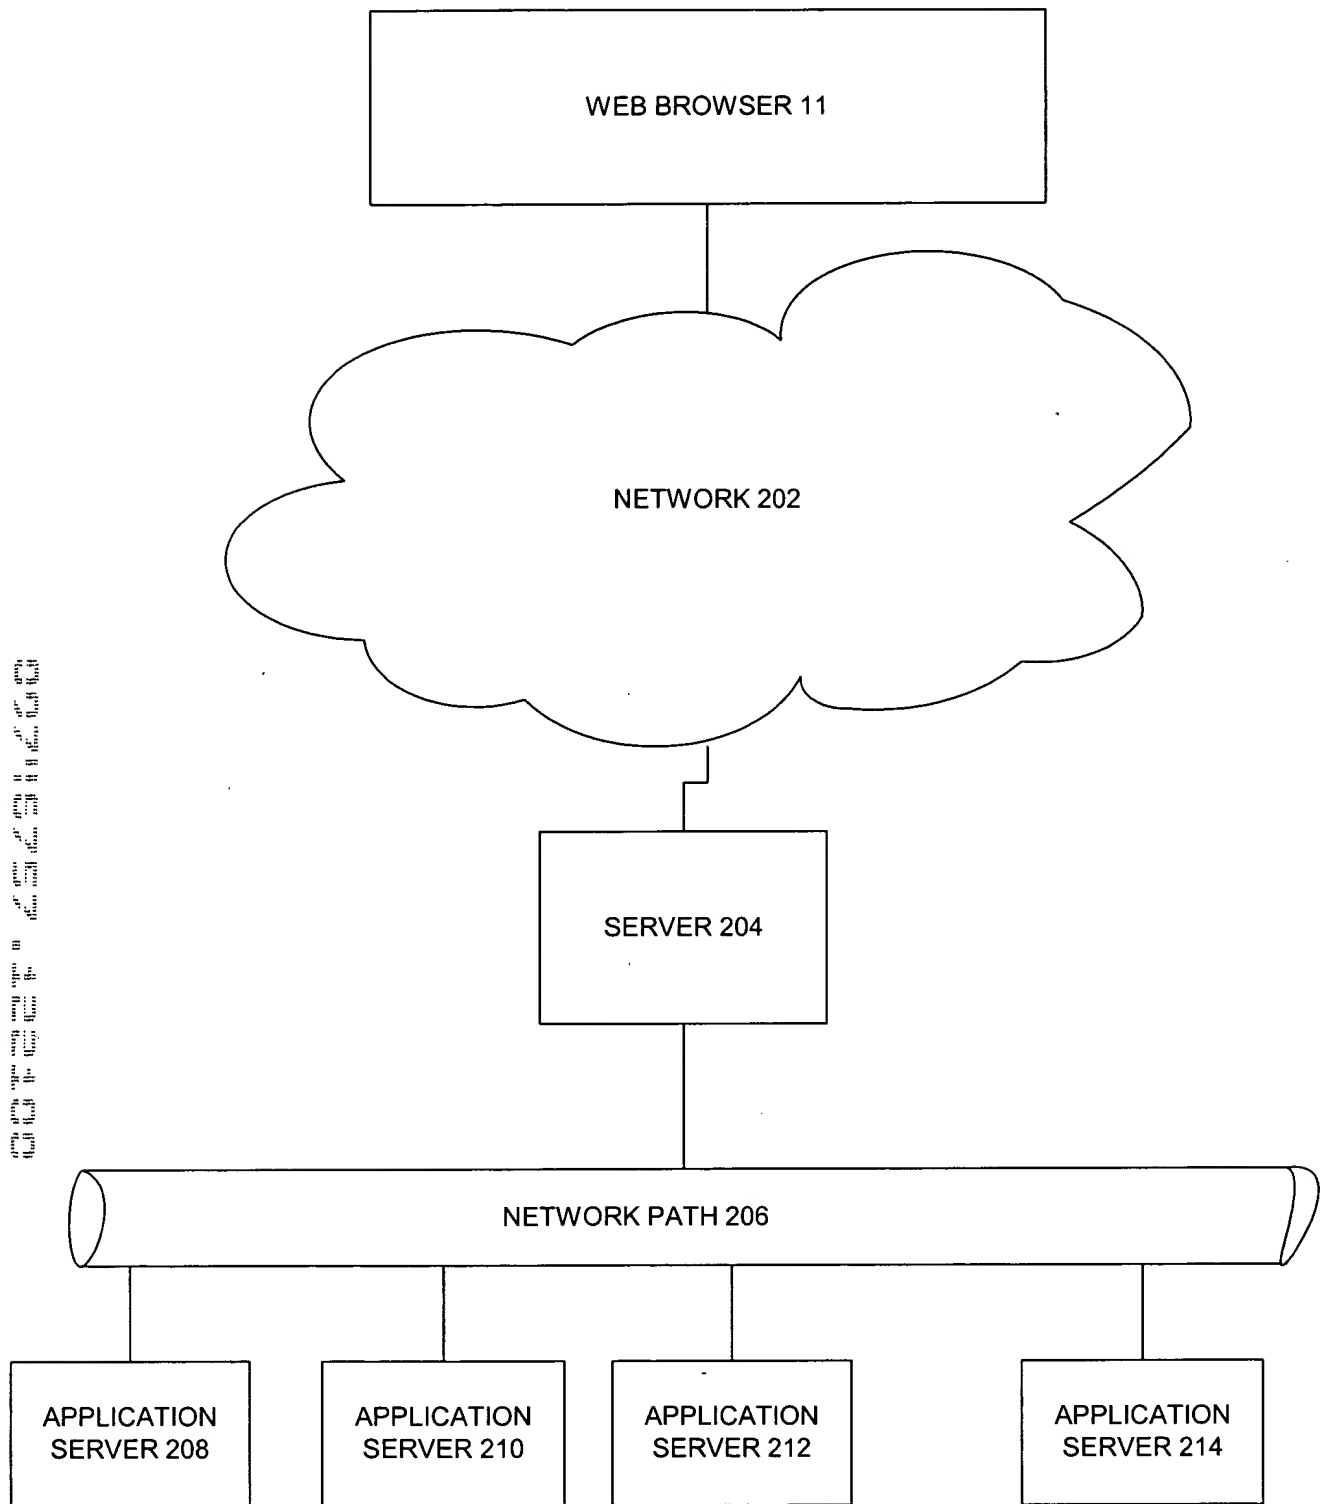 WEB BROWSER 11
NETWORK 202
SERVER 204
NETWORK PATH 206
APPLICATION
SERVER 208
APPLICATION
SERVER 210
APPLICATION
SERVER 212
APPLICATION
SERVER 214